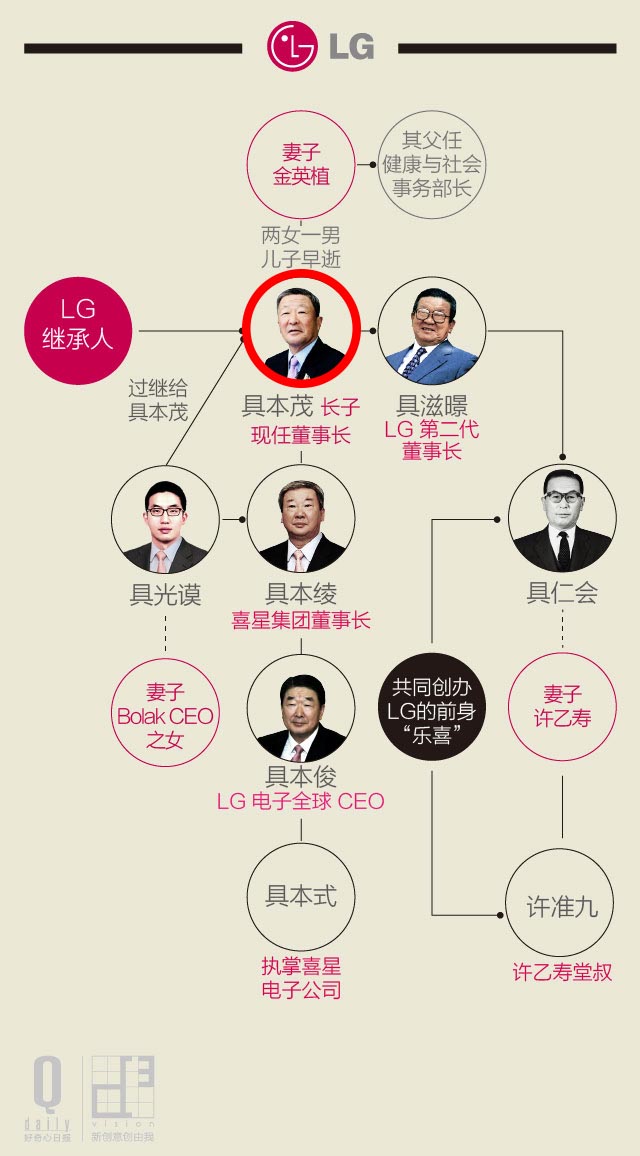 LG
妻子
金英植
其父任
健康与社会
事务部长
两女一男
儿子早逝
LG
继承人
过继给
具本茂
具本茂 长子
现任董事长
具滋暻
LG 第二代
董事长
具光谟
具本绫
喜星集团董事长
具仁会
妻子
Bolak CEO
之女
共同创办
LG的前身
“乐喜”
妻子
许乙寿
具本俊
LG 电子全球 CEO
具本式
执掌喜星
电子公司
许准九
许乙寿堂叔
Q
daily
好奇心日报
vision
新创意创由我